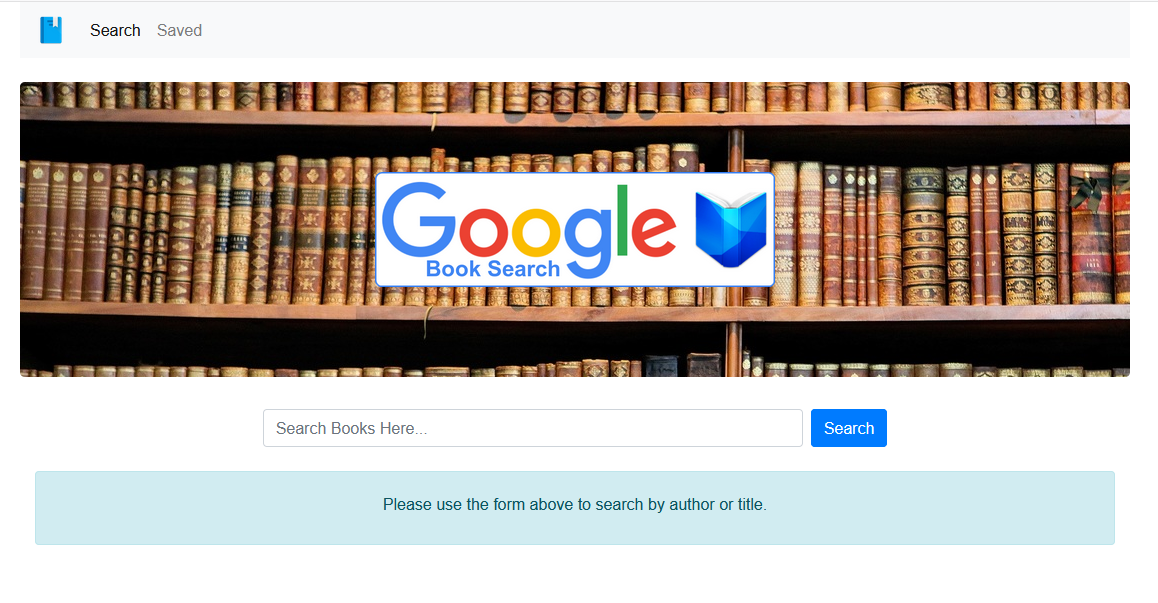 Search Saved
Google
Book Search
Search Books Here...
Search
Please use the form above to search by author or title.